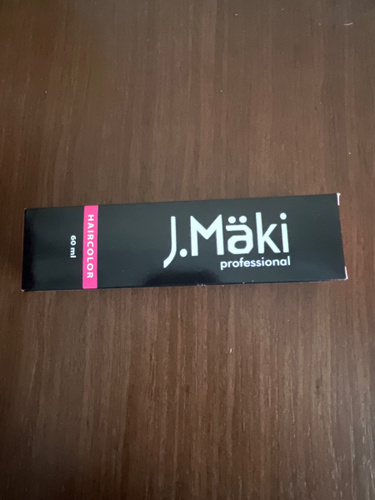 J.Mäki
professional
HAIRCOLOR
60 ml